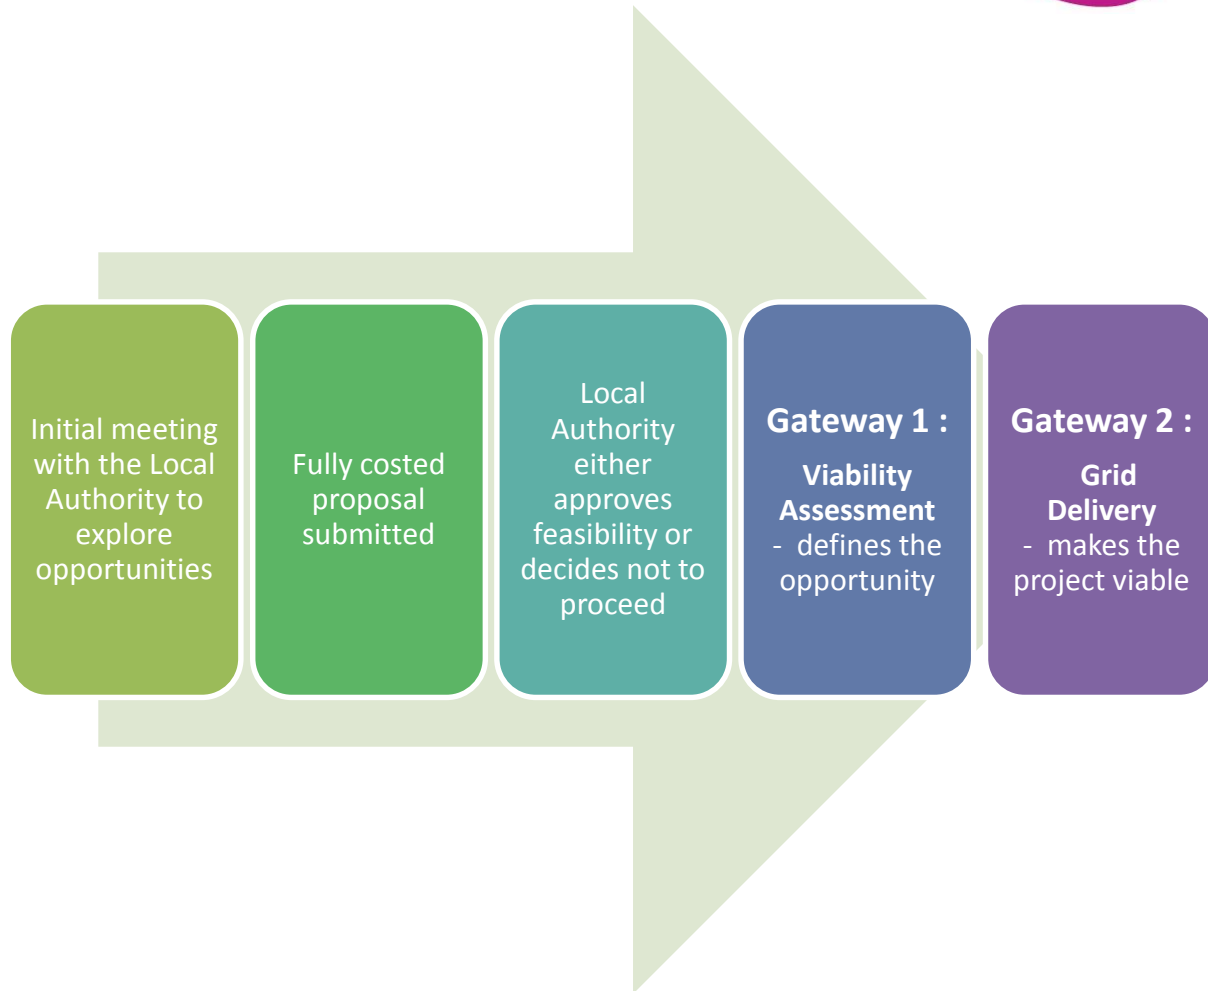 Initial meeting
with the Local
Authority to
explore
opportunities
Fully costed
proposal
submitted
Local
Authority
either
approves
feasibility or
decides not to
proceed
Gateway 1 :
Viability
Assessment
- defines the
opportunity
Gateway 2 :
Grid
Delivery
- makes the
project viable